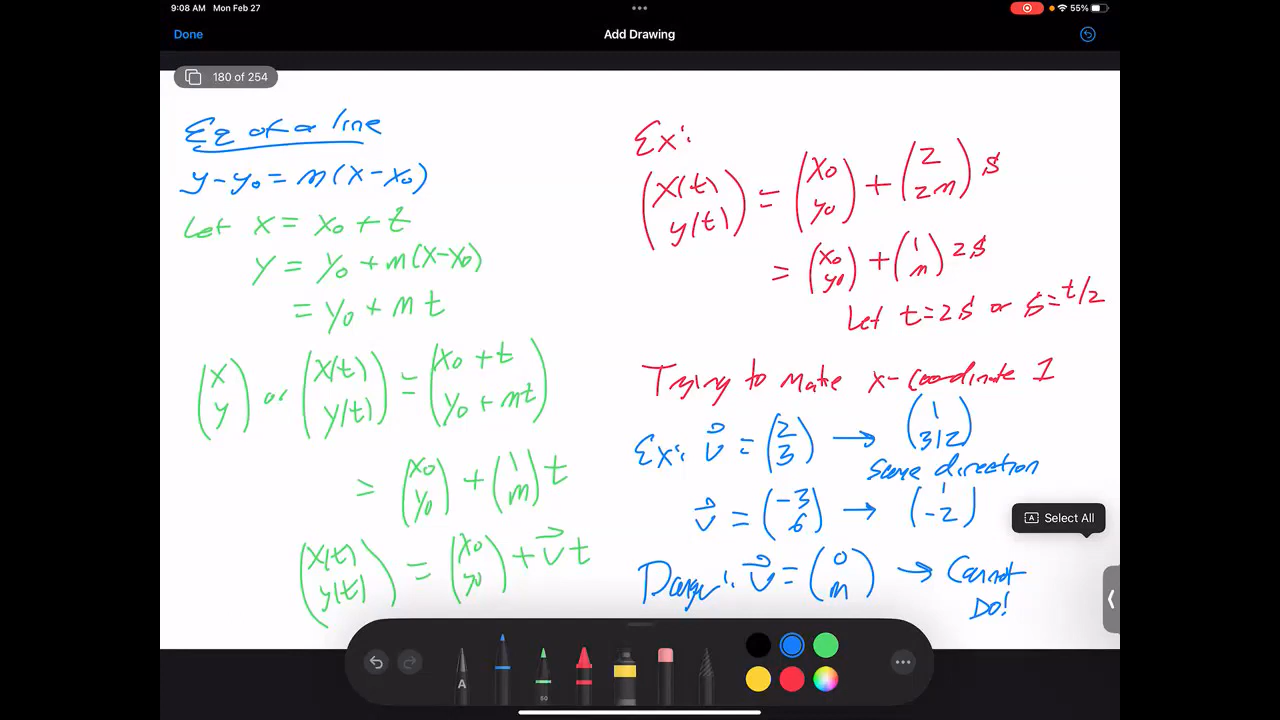 9:08 AM Mon Feb 27
55%
Done
Add Drawing
180 of 254
Eq of a line
y-y₀ = m(x-x₀)
Let x = x₀ + t
y = y₀ + m(x-x₀)
= y₀ + mt
(x y) or (x(t) y(t)) = (x₀ + t y₀ + mt)
= (x₀ y₀) + (1 m) t
(x(t) y(t)) = (x₀ y₀) + v⃗ t
Ex:
(x(t) y(t)) = (x₀ y₀) + (2 2m) s
= (x₀ y₀) + (1 m) 2s
Let t=2s or s=t/2
Trying to make x-coordinate 1
Ex: v⃗ = (2 3) → (1 3/2)
same direction
v⃗ = (-3 6) → (1 -2)
Danger: v⃗ = (0 m) → Cannot
Do!
Select All
A
50